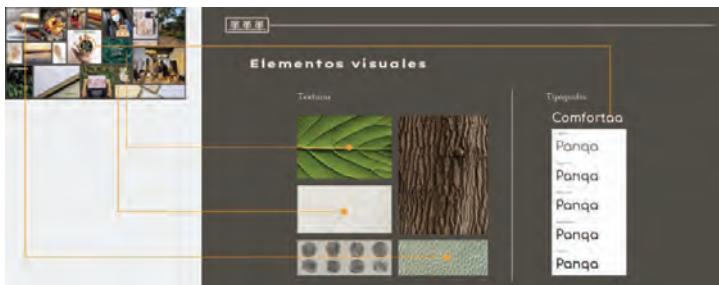 Elementos visuales
Texturas
Tipografía
Comfortaa
Panqa
Panqa
Panqa
Panqa
Panqa